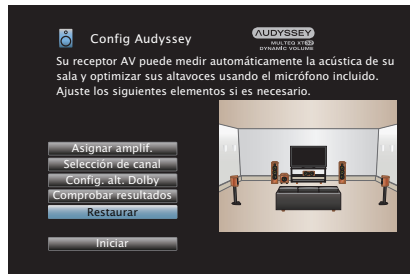 Config Audyssey
AUDYSSEY
MULTEQ XT32
DYNAMIC VOLUME
Su receptor AV puede medir automáticamente la acústica de su
sala y optimizar sus altavoces usando el micrófono incluido.
Ajuste los siguientes elementos si es necesario.
Asignar amplif.
Selección de canal
Config. alt. Dolby
Comprobar resultados
Restaurar
Iniciar